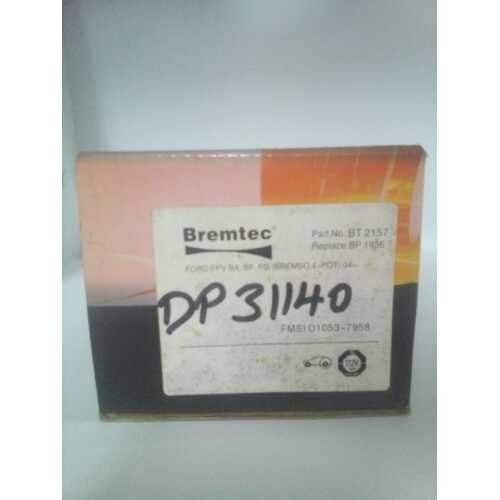 Bremtec
Part.No. BT 2157
Replace: BP 1936
FORD FPV BA, BF, FG (BREMBO 4-POT) 04-
DP 31140
FMSI D1053-7958
TÜV